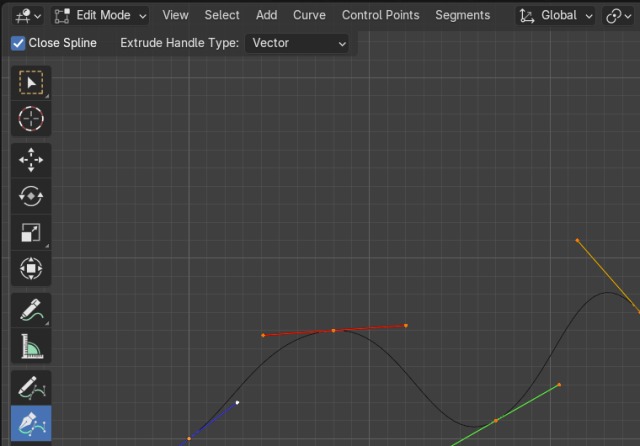 Edit Mode View Select Add Curve Control Points Segments Global
Close Spline Extrude Handle Type: Vector